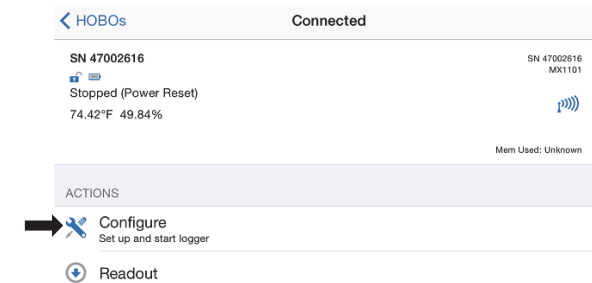 HOBOs
Connected
SN 47002616
SN 47002616
MX1101
Stopped (Power Reset)
74.42°F 49.84%
Mem Used: Unknown
ACTIONS
Configure
Set up and start logger
Readout